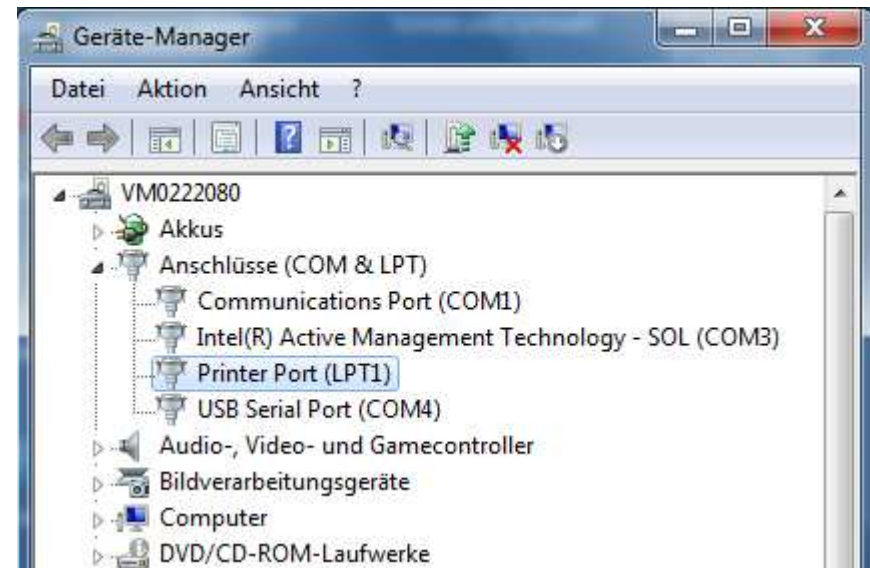 Geräte-Manager
Datei Aktion Ansicht ?
VM0222080
Akkus
Anschlüsse (COM & LPT)
Communications Port (COM1)
Intel(R) Active Management Technology - SOL (COM3)
Printer Port (LPT1)
USB Serial Port (COM4)
Audio-, Video- und Gamecontroller
Bildverarbeitungsgeräte
Computer
DVD/CD-ROM-Laufwerke